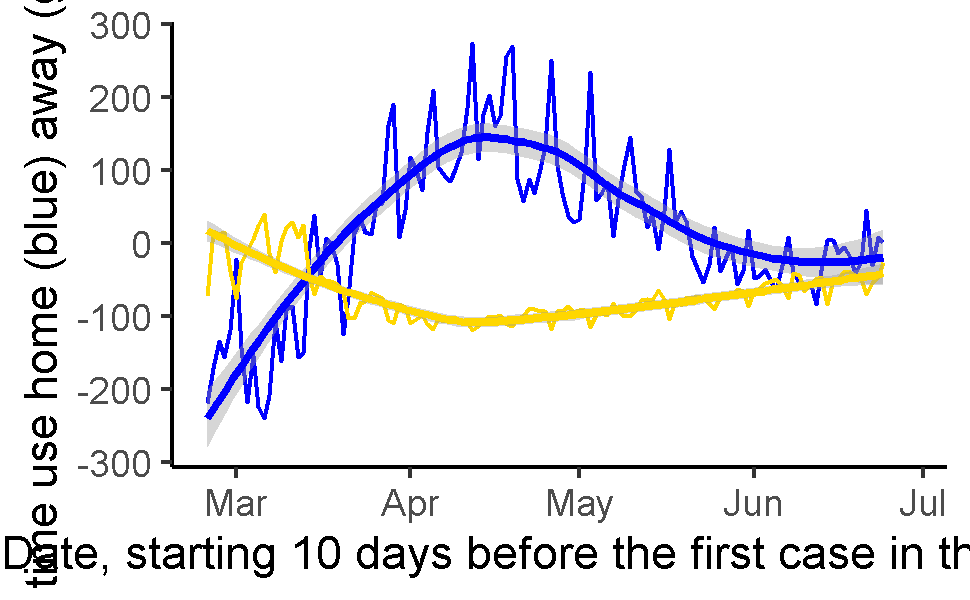 time use home (blue) away (
300
200
100
0
-100
-200
-300
Mar Apr May Jun Jul
Date, starting 10 days before the first case in th